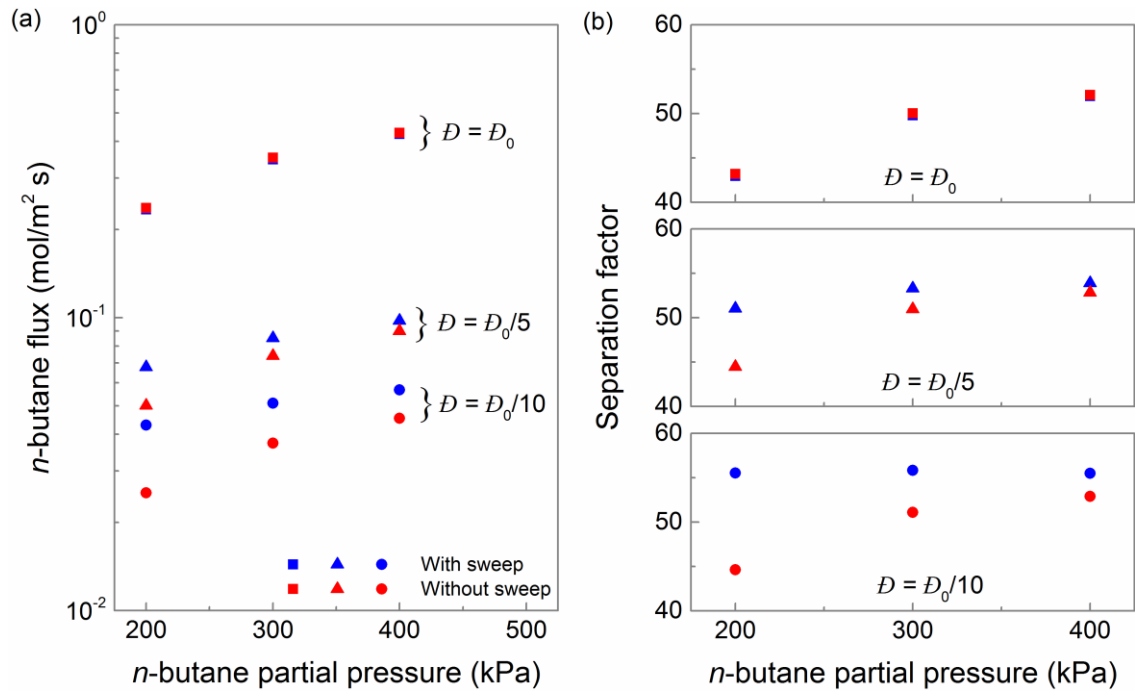 (a)
10⁰
10⁻¹
10⁻²
n-butane flux (mol/m² s)
} Đ = Đ₀
} Đ = Đ₀/5
} Đ = Đ₀/10
With sweep
Without sweep
200 300 400 500
n-butane partial pressure (kPa)
(b)
Separation factor
60
50
40
Đ = Đ₀
60
50
40
Đ = Đ₀/5
60
50
40
Đ = Đ₀/10
200 300 400
n-butane partial pressure (kPa)